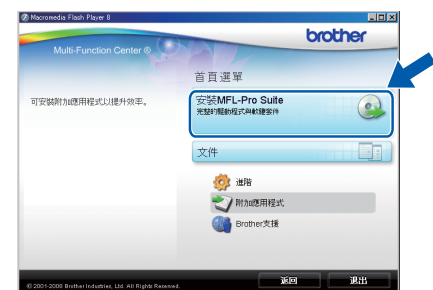 Macromedia Flash Player 8
brother
Multi-Function Center ®
首頁選單
可安裝附加應用程式以提升效率。
安裝MFL-Pro Suite
完整的驅動程式和軟體套件
文件
進階
附加應用程式
Brother支援
© 2001-2008 Brother Industries, Ltd. All Rights Reserved.
返回
退出